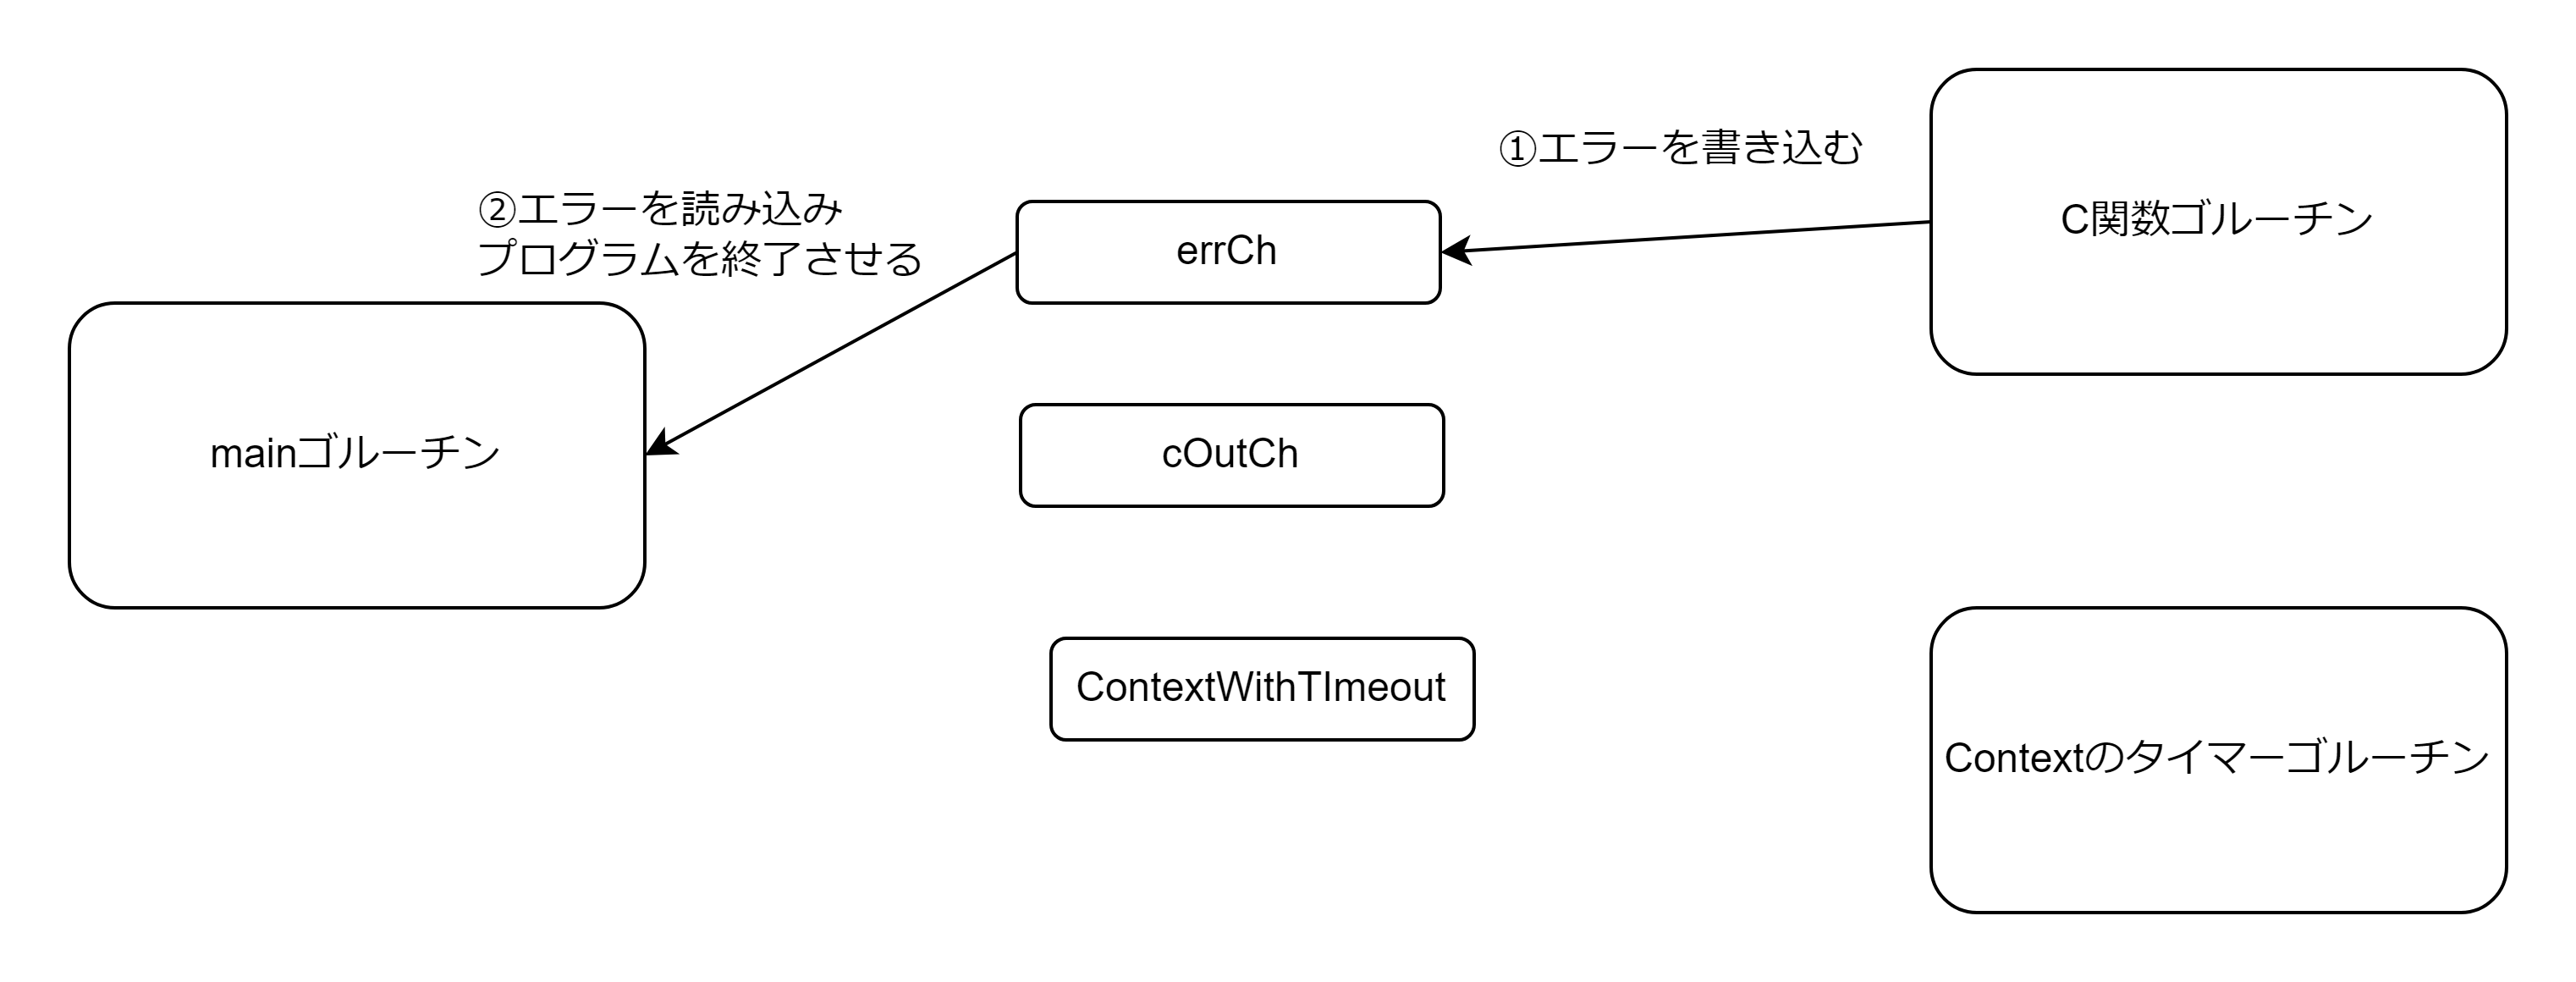 ①エラーを書き込む
C関数ゴルーチン
②エラーを読み込み
プログラムを終了させる
errCh
mainゴルーチン
cOutCh
ContextWithTImeout
Contextのタイマーゴルーチン